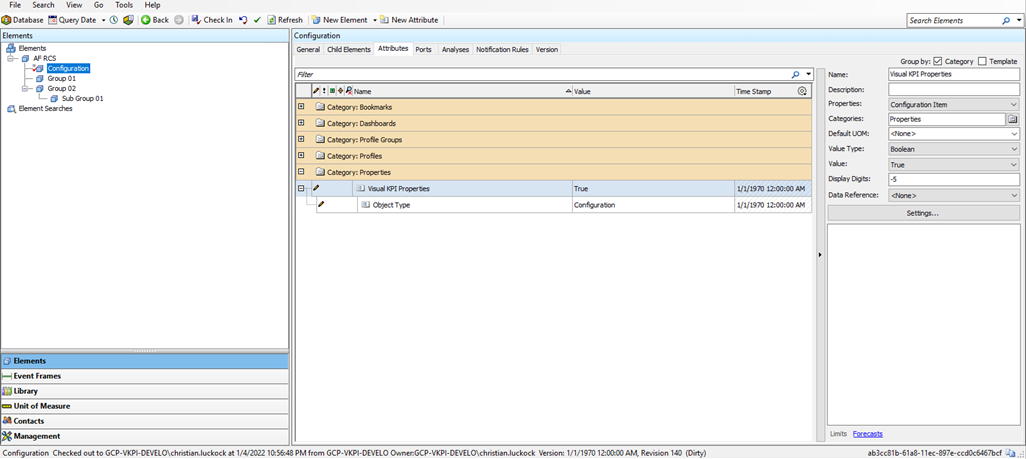 File Search View Go Tools Help
Database Query Date Back Check In Refresh New Element New Attribute Search Elements
Elements
Elements
AF RCS
Configuration
Group 01
Group 02
Sub Group 01
Element Searches
Elements
Event Frames
Library
Unit of Measure
Contacts
Management
Configuration
General Child Elements Attributes Ports Analyses Notification Rules Version
Group by: Category Template
Filter
Name Value Time Stamp
Category: Bookmarks
Category: Dashboards
Category: Profile Groups
Category: Profiles
Category: Properties
Visual KPI Properties True 1/1/1970 12:00:00 AM
Object Type Configuration 1/1/1970 12:00:00 AM
Name: Visual KPI Properties
Description:
Properties: Configuration Item
Categories: Properties
Default UOM: <None>
Value Type: Boolean
Value: True
Display Digits: -5
Data Reference: <None>
Settings...
Limits Forecasts
Configuration Checked out to GCP-VKPI-DEVELO\christian.luckock at 1/4/2022 10:56:48 PM from GCP-VKPI-DEVELO Owner:GCP-VKPI-DEVELO\christian.luckock Version: 1/1/1970 12:00:00 AM, Revision 140 (Dirty) ab3cc81b-61a8-11ec-897e-ccd0c6467bcf